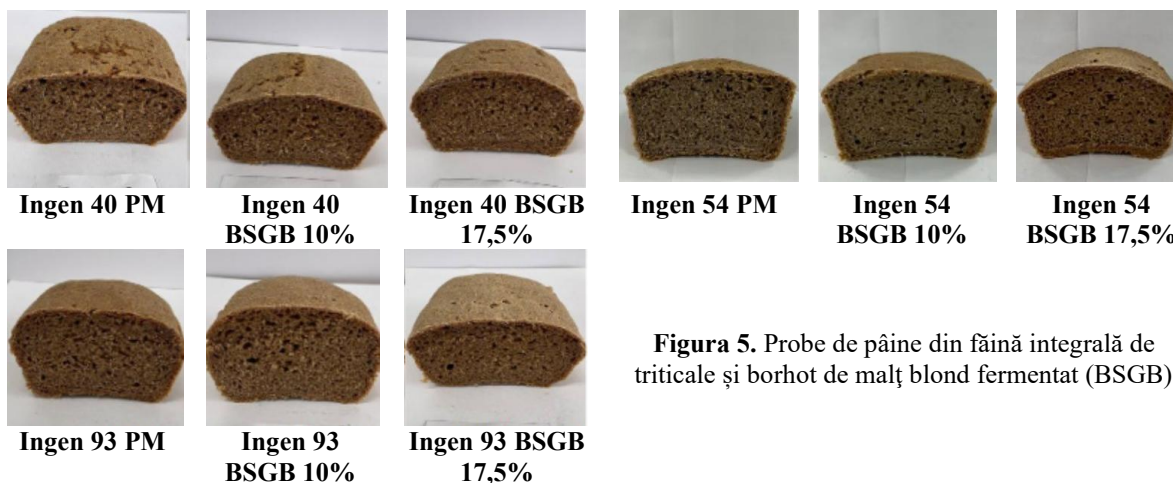 Ingen 40 PM
Ingen 40
BSGB 10%
Ingen 40 BSGB
17,5%
Ingen 54 PM
Ingen 54
BSGB 10%
Ingen 54
BSGB 17,5%
Ingen 93 PM
Ingen 93
BSGB 10%
Ingen 93 BSGB
17,5%
Figura 5. Probe de pâine din făină integrală de
triticale și borhot de malţ blond fermentat (BSGB)